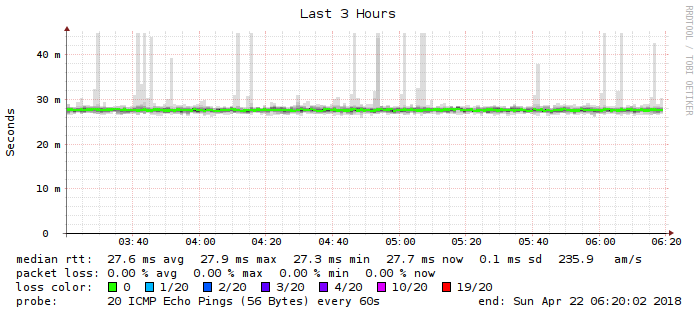 Last 3 Hours
RRDTOOL / TOBI OETIKER
Seconds
40 m
30 m
20 m
10 m
0
03:40 04:00 04:20 04:40 05:00 05:20 05:40 06:00 06:20
median rtt: 27.6 ms avg 27.9 ms max 27.3 ms min 27.7 ms now 0.1 ms sd 235.9 am/s
packet loss: 0.00 % avg 0.00 % max 0.00 % min 0.00 % now
loss color: 0 1/20 2/20 3/20 4/20 10/20 19/20
probe: 20 ICMP Echo Pings (56 Bytes) every 60s end: Sun Apr 22 06:20:02 2018